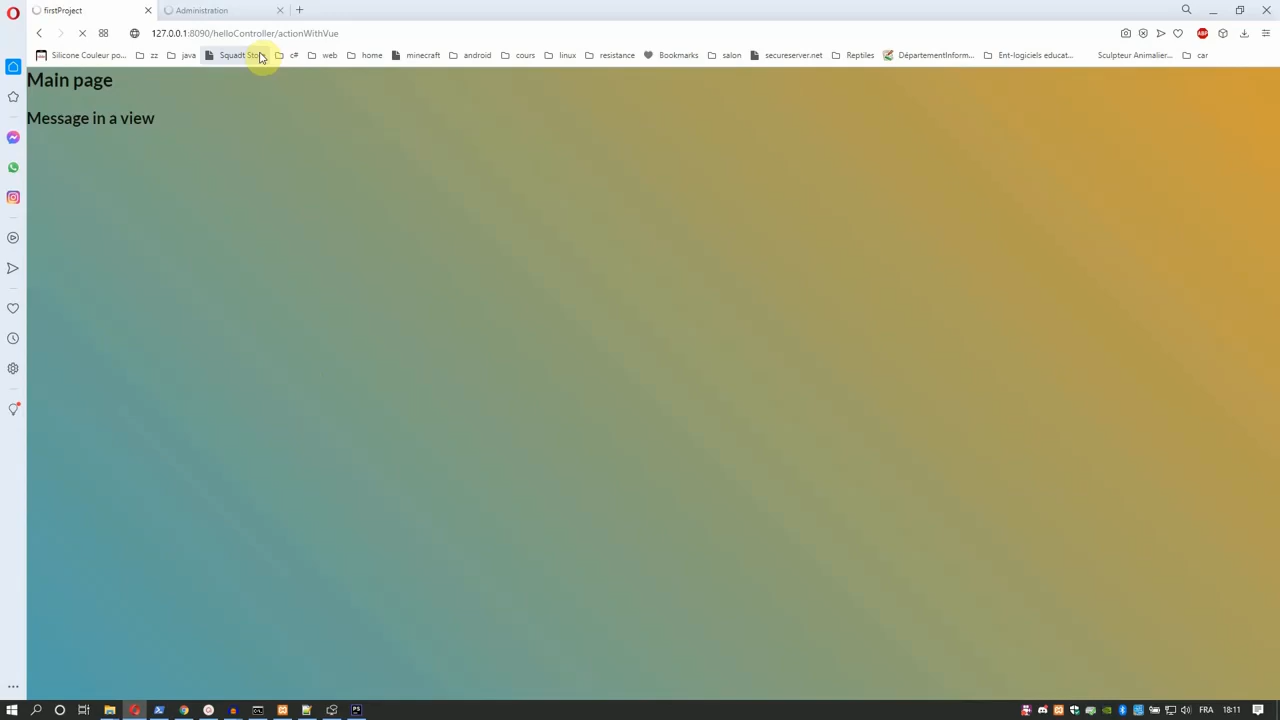 firstProject
Administration
127.0.0.1:8090/helloController/actionWithVue
Silicone Couleur po... zz java Squadt Sto c# web home minecraft android cours linux resistance Bookmarks salon secureserver.net Reptiles DépartementInform... Ent-logiciels educat... Sculpteur Animalier... car
Main page
Message in a view
FRA 18:11